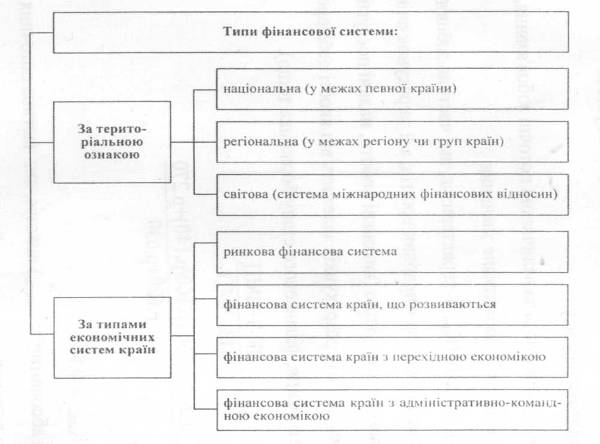 Типи фінансової системи:
За терито-
ріальною
ознакою
національна (у межах певної країни)
регіональна (у межах регіону чи груп країн)
світова (система міжнародних фінансових відносин)
За типами
економічних
систем країн
ринкова фінансова система
фінансова система країн, що розвиваються
фінансова система країн з перехідною економікою
фінансова система країн з адміністративно-команд-
ною економікою